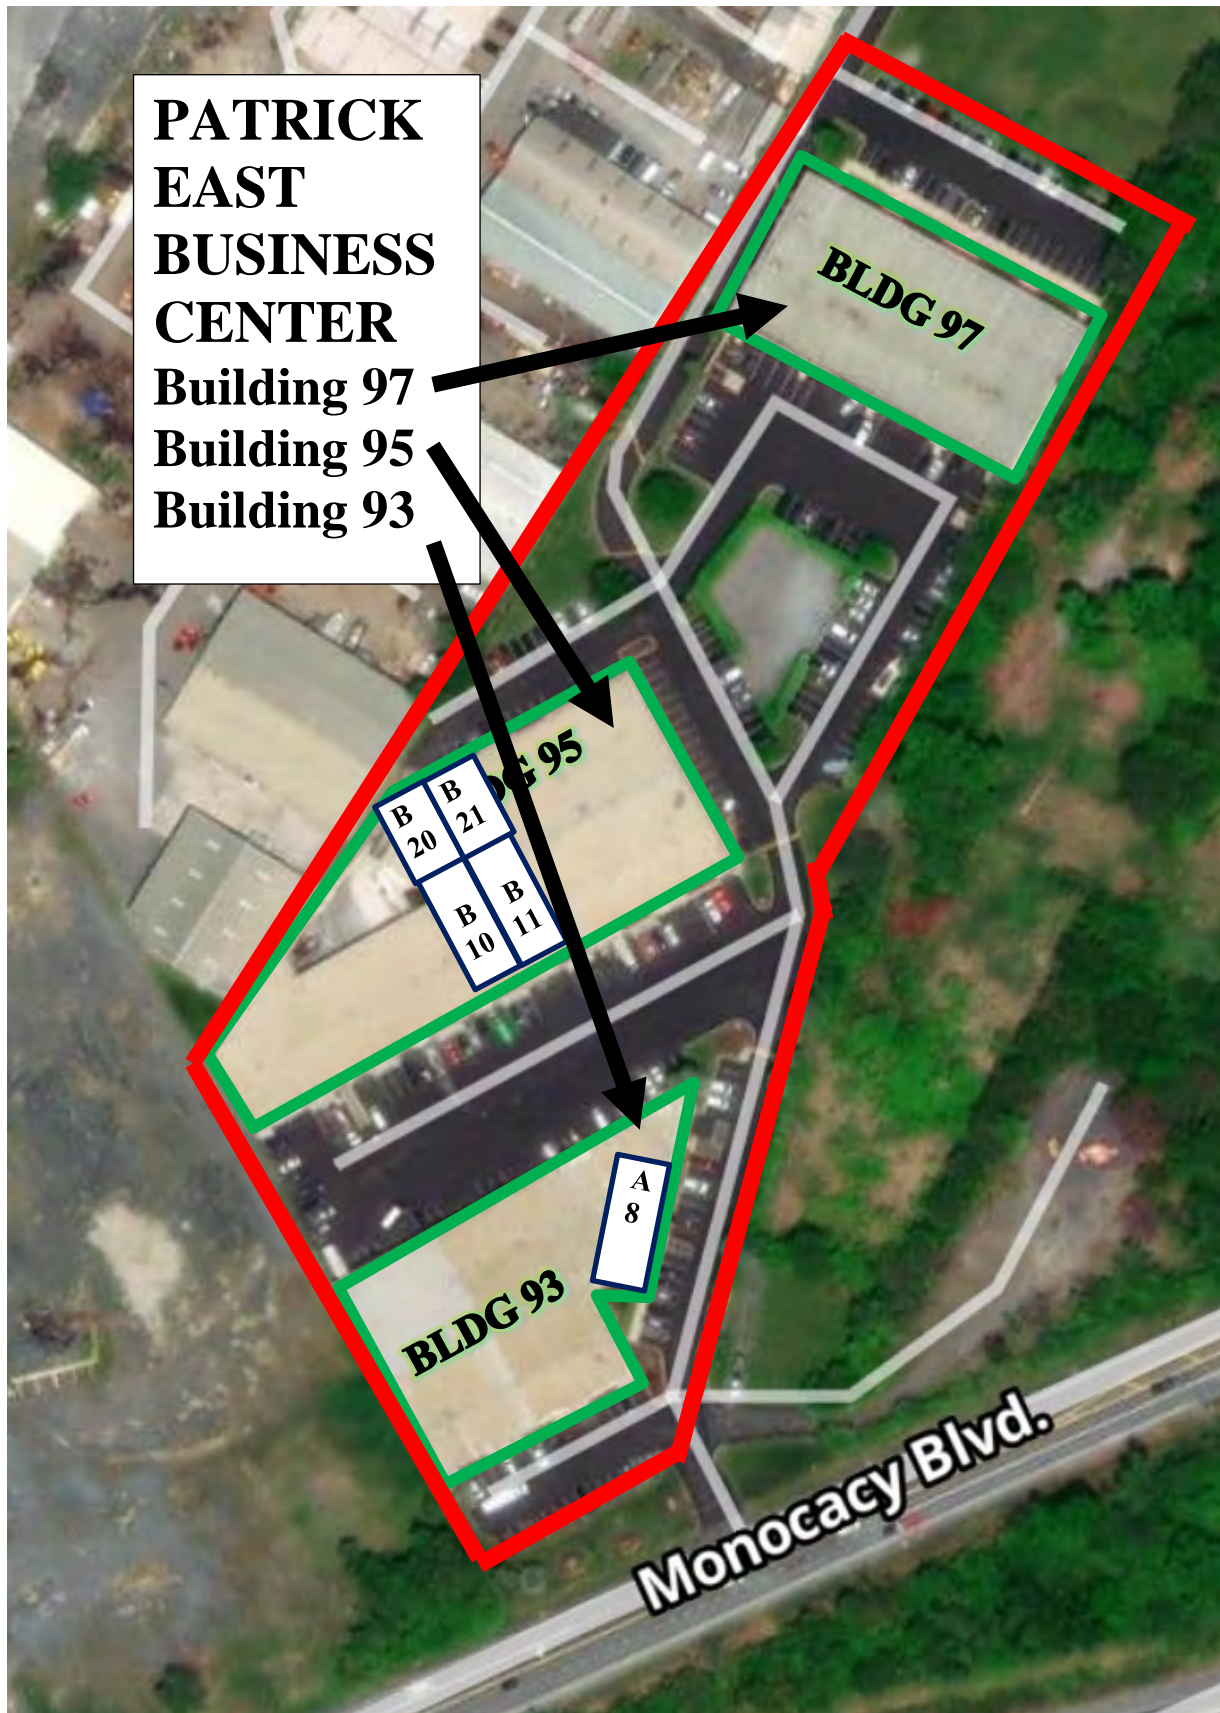 PATRICK
EAST
BUSINESS
CENTER
Building 97
Building 95
Building 93
BLDG 97
DG 95
B
20
B
21
B
10
B
11
A
8
BLDG 93
Monocacy Blvd.